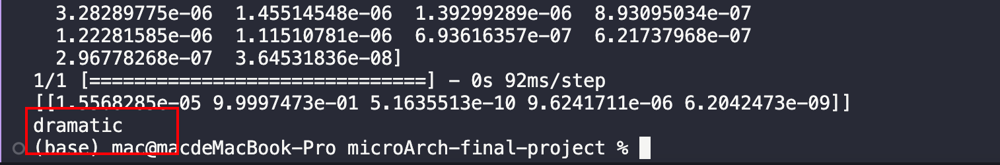 3.28289775e-06 1.45514548e-06 1.39299289e-06 8.93095034e-07
1.22281585e-06 1.11510781e-06 6.93616357e-07 6.21737968e-07
2.96778268e-07 3.64531836e-08]
1/1 [==============================] - 0s 92ms/step
[[1.5568285e-05 9.9997473e-01 5.1635513e-10 9.6241711e-06 6.2042473e-09]]
dramatic
(base) mac@macdeMacBook-Pro microArch-final-project %